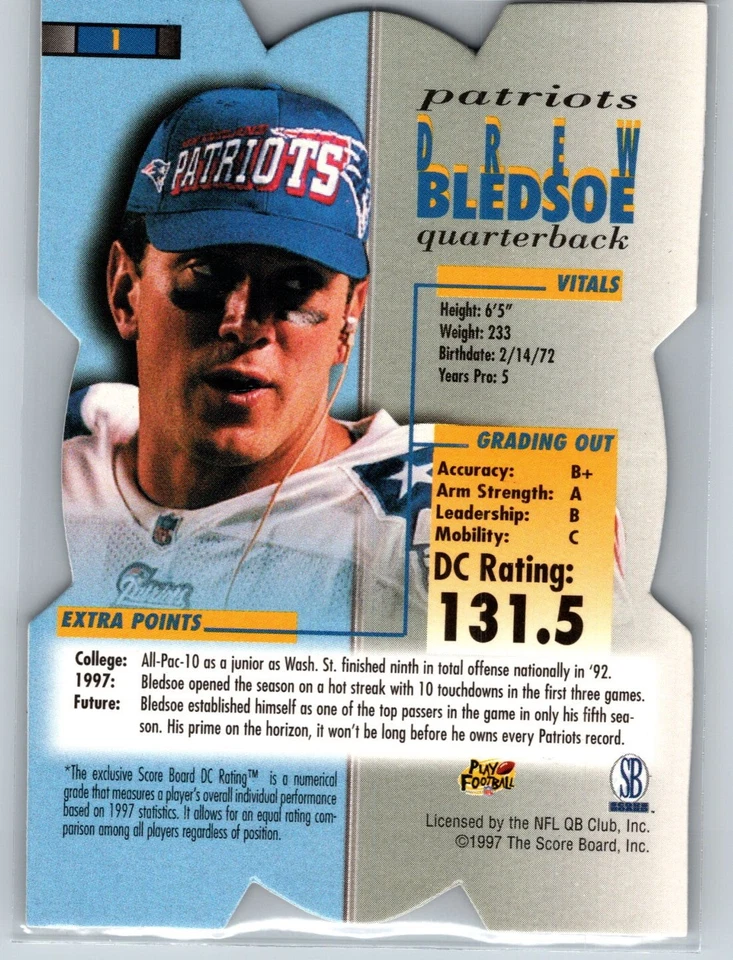 1
PATRIOTS
patriots
DREW
BLEDSOE
quarterback
VITALS
Height: 6'5"
Weight: 233
Birthdate: 2/14/72
Years Pro: 5
GRADING OUT
Accuracy: B+
Arm Strength: A
Leadership: B
Mobility: C
DC Rating:
131.5
EXTRA POINTS
College: All-Pac-10 as a junior as Wash. St. finished ninth in total offense nationally in '92.
1997: Bledsoe opened the season on a hot streak with 10 touchdowns in the first three games.
Future: Bledsoe established himself as one of the top passers in the game in only his fifth sea-
son. His prime on the horizon, it won't be long before he owns every Patriots record.
*The exclusive Score Board DC Rating™ is a numerical
grade that measures a player's overall individual performance
based on 1997 statistics. It allows for an equal rating com-
parison among all players regardless of position.
PLAY
FOOTBALL
SB
Licensed by the NFL QB Club, Inc.
©1997 The Score Board, Inc.